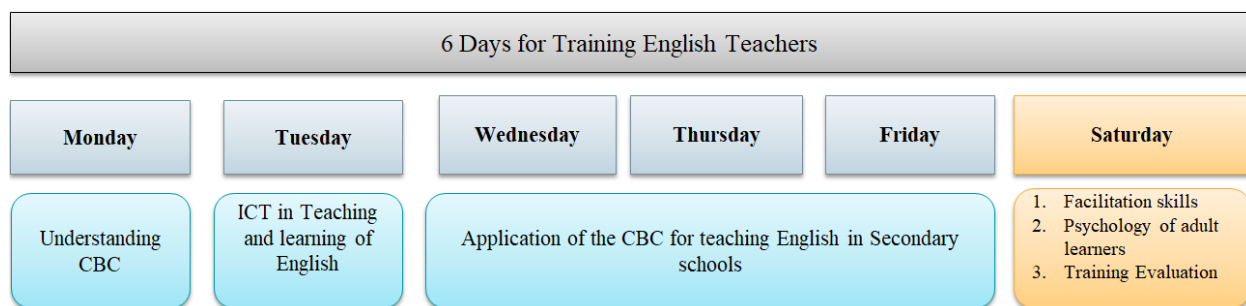 6 Days for Training English Teachers
Monday
Tuesday
Wednesday
Thursday
Friday
Saturday
Understanding
CBC
ICT in Teaching
and learning of
English
Application of the CBC for teaching English in Secondary
schools
1. Facilitation skills
2. Psychology of adult
learners
3. Training Evaluation